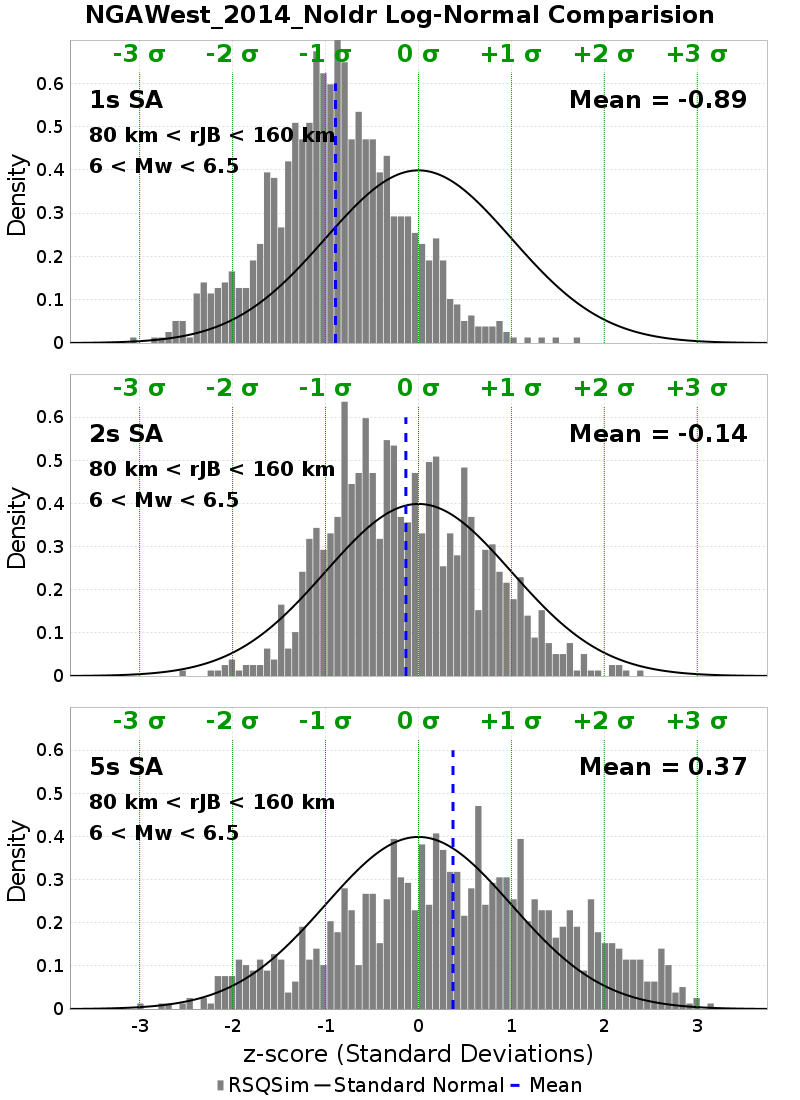 NGAWest_2014_NoIdr Log-Normal Comparision
-3 σ -2 σ -1 σ 0 σ +1 σ +2 σ +3 σ
1s SA
Mean = -0.89
80 km < rJB < 160 km
6 < Mw < 6.5
Density
0.6
0.5
0.4
0.3
0.2
0.1
0
-3 σ -2 σ -1 σ 0 σ +1 σ +2 σ +3 σ
2s SA
Mean = -0.14
80 km < rJB < 160 km
6 < Mw < 6.5
Density
0.6
0.5
0.4
0.3
0.2
0.1
0
-3 σ -2 σ -1 σ 0 σ +1 σ +2 σ +3 σ
5s SA
Mean = 0.37
80 km < rJB < 160 km
6 < Mw < 6.5
Density
0.6
0.5
0.4
0.3
0.2
0.1
0
-3 -2 -1 0 1 2 3
z-score (Standard Deviations)
RSQSim Standard Normal Mean